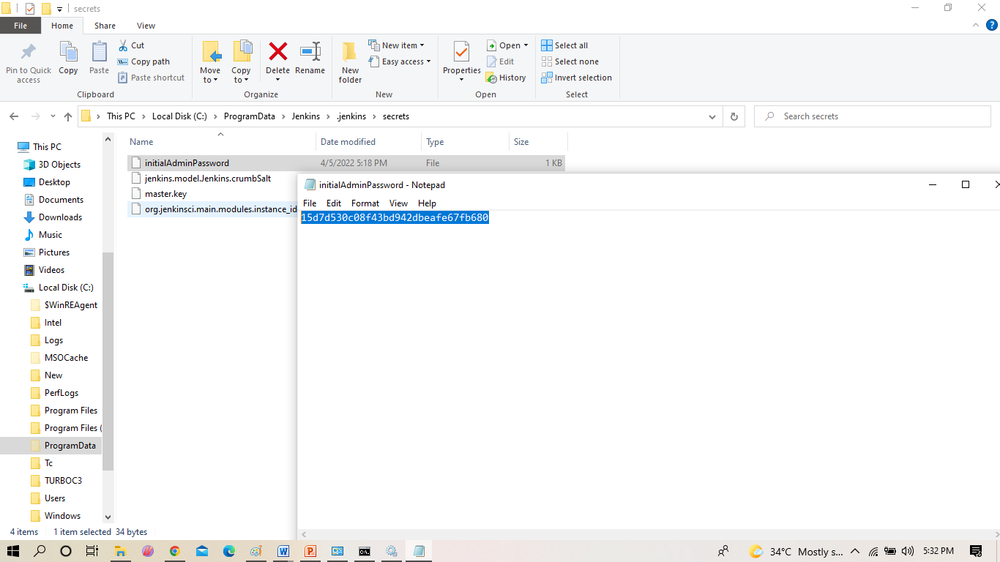 secrets
File Home Share View
Pin to Quick access
Copy
Paste
Cut
Copy path
Paste shortcut
Clipboard
Move to
Copy to
Delete
Rename
Organize
New folder
New item
Easy access
New
Properties
Open
Edit
History
Open
Select all
Select none
Invert selection
Select
This PC > Local Disk (C:) > ProgramData > Jenkins > .jenkins > secrets
Search secrets
Name Date modified Type Size
initialAdminPassword 4/5/2022 5:18 PM File 1 KB
jenkins.model.Jenkins.crumbSalt
master.key
org.jenkinsci.main.modules.instance_id
This PC
3D Objects
Desktop
Documents
Downloads
Music
Pictures
Videos
Local Disk (C:)
$WinREAgent
Intel
Logs
MSOCache
New
PerfLogs
Program Files
Program Files (
ProgramData
Tc
TURBOC3
Users
Windows
initialAdminPassword - Notepad
File Edit Format View Help
15d7d530c08f43bd942dbeafe67fb680
4 items 1 item selected 34 bytes
34°C Mostly s... 5:32 PM